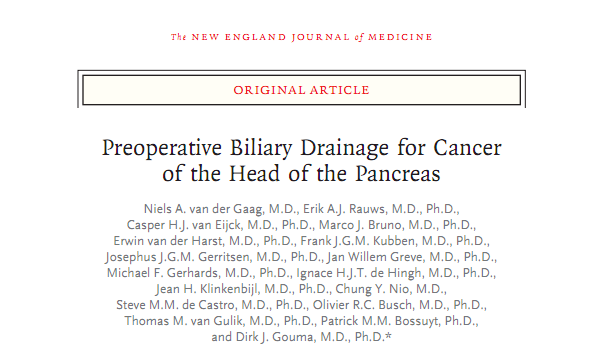 The NEW ENGLAND JOURNAL of MEDICINE
ORIGINAL ARTICLE
Preoperative Biliary Drainage for Cancer
of the Head of the Pancreas
Niels A. van der Gaag, M.D., Erik A.J. Rauws, M.D., Ph.D.,
Casper H.J. van Eijck, M.D., Ph.D., Marco J. Bruno, M.D., Ph.D.,
Erwin van der Harst, M.D., Ph.D., Frank J.G.M. Kubben, M.D., Ph.D.,
Josephus J.G.M. Gerritsen, M.D., Ph.D., Jan Willem Greve, M.D., Ph.D.,
Michael F. Gerhards, M.D., Ph.D., Ignace H.J.T. de Hingh, M.D., Ph.D.,
Jean H. Klinkenbijl, M.D., Ph.D., Chung Y. Nio, M.D.,
Steve M.M. de Castro, M.D., Ph.D., Olivier R.C. Busch, M.D., Ph.D.,
Thomas M. van Gulik, M.D., Ph.D., Patrick M.M. Bossuyt, Ph.D.,
and Dirk J. Gouma, M.D., Ph.D.*